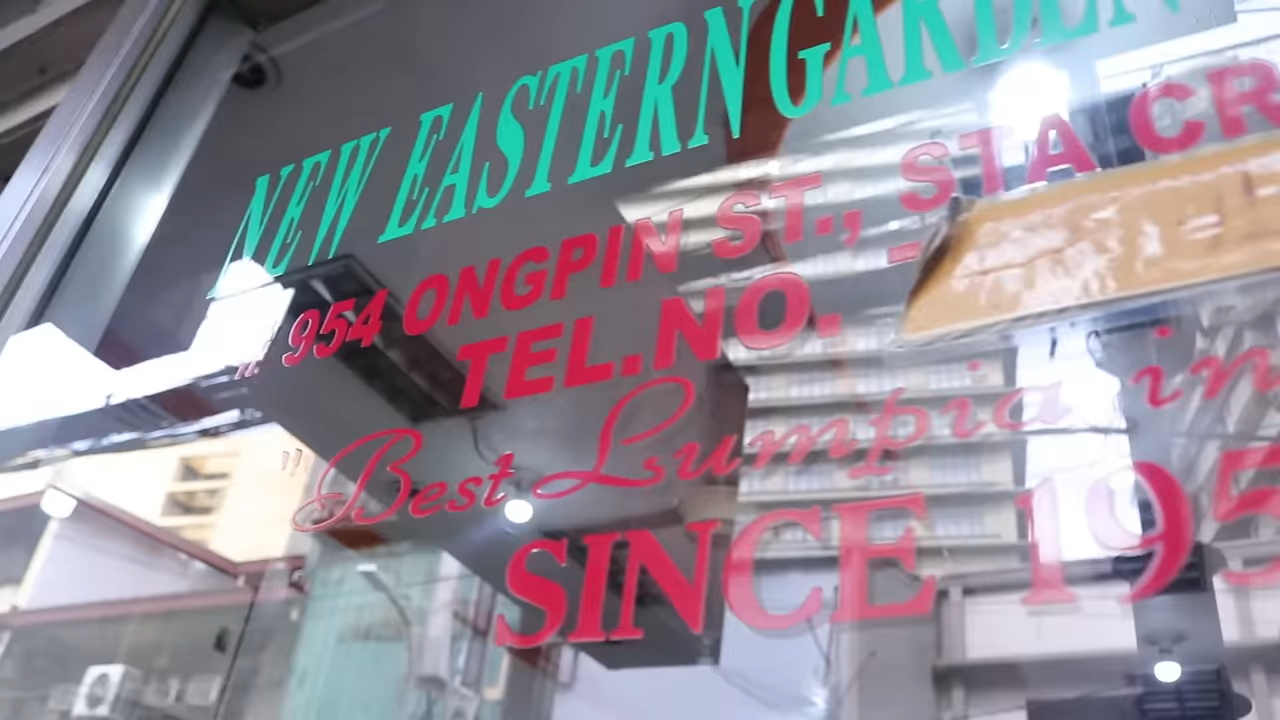 NEW EASTERN GARDEN
954 ONGPIN ST., STA CR
TEL.NO.
"Best Lumpia in
SINCE 195